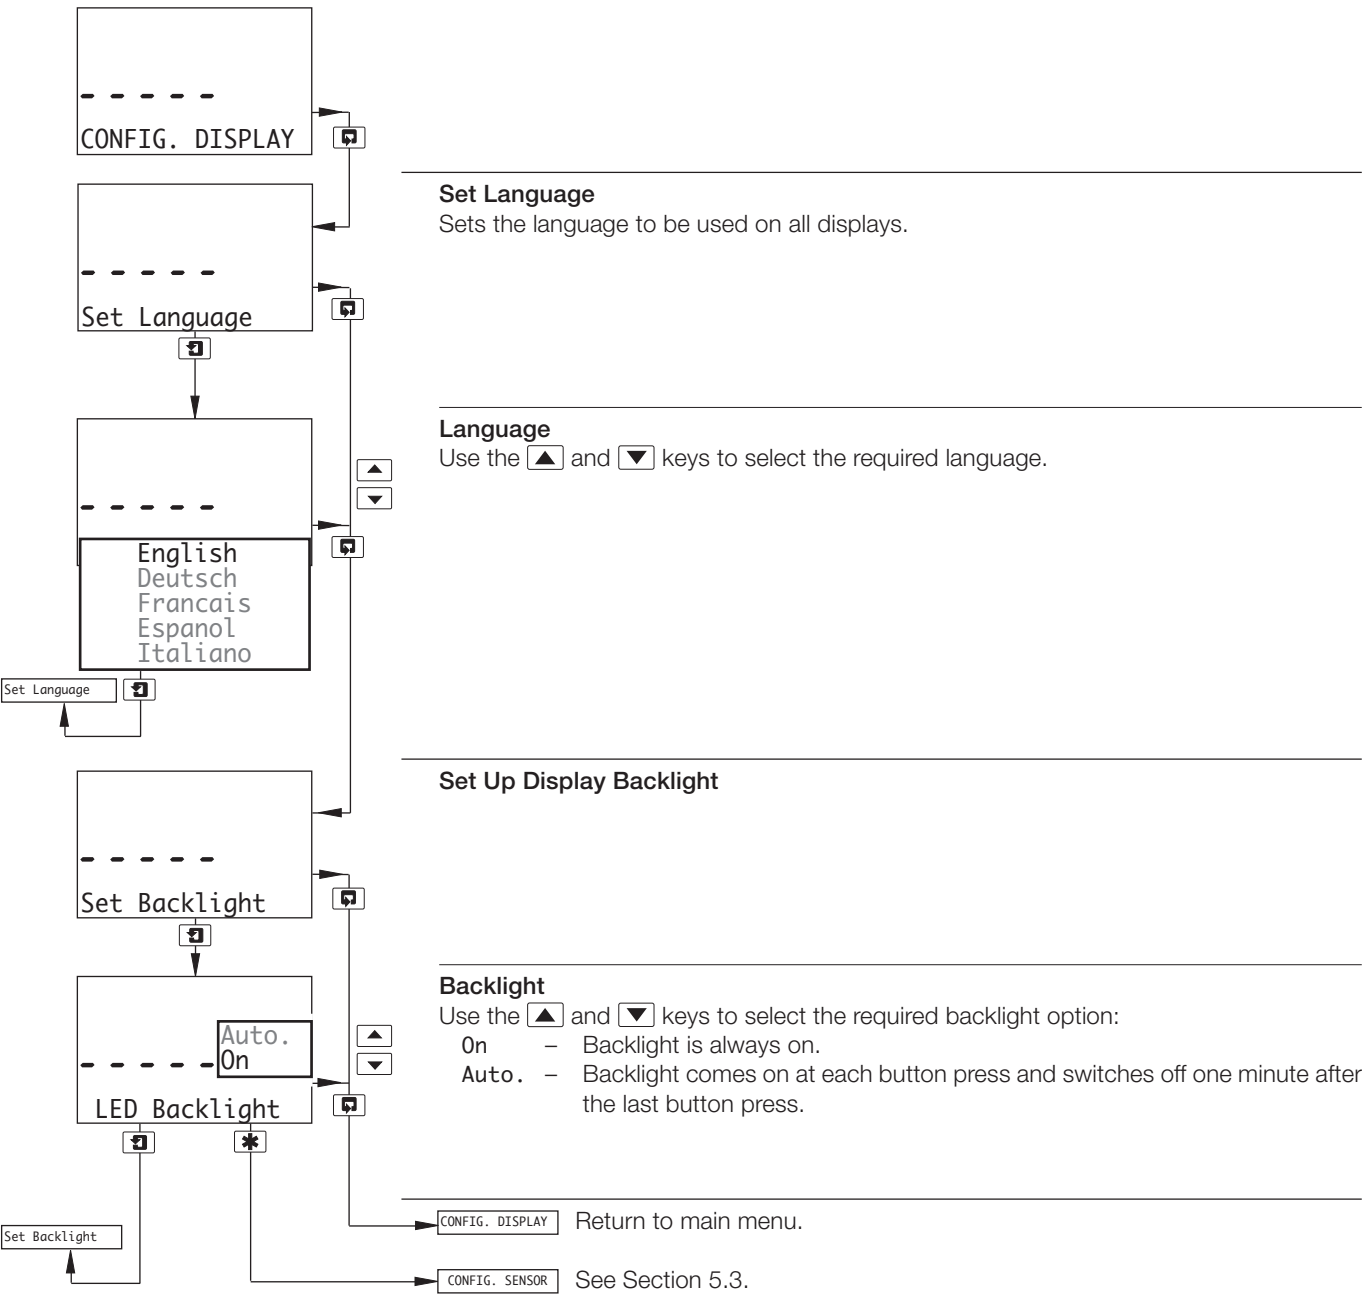 CONFIG. DISPLAY
Set Language
Sets the language to be used on all displays.
Set Language
Language
Use the ▲ and ▼ keys to select the required language.
English
Deutsch
Francais
Espanol
Italiano
Set Language
Set Up Display Backlight
Set Backlight
Backlight
Use the ▲ and ▼ keys to select the required backlight option:
On – Backlight is always on.
Auto. – Backlight comes on at each button press and switches off one minute after
the last button press.
Auto.
On
LED Backlight
CONFIG. DISPLAY Return to main menu.
Set Backlight
CONFIG. SENSOR See Section 5.3.